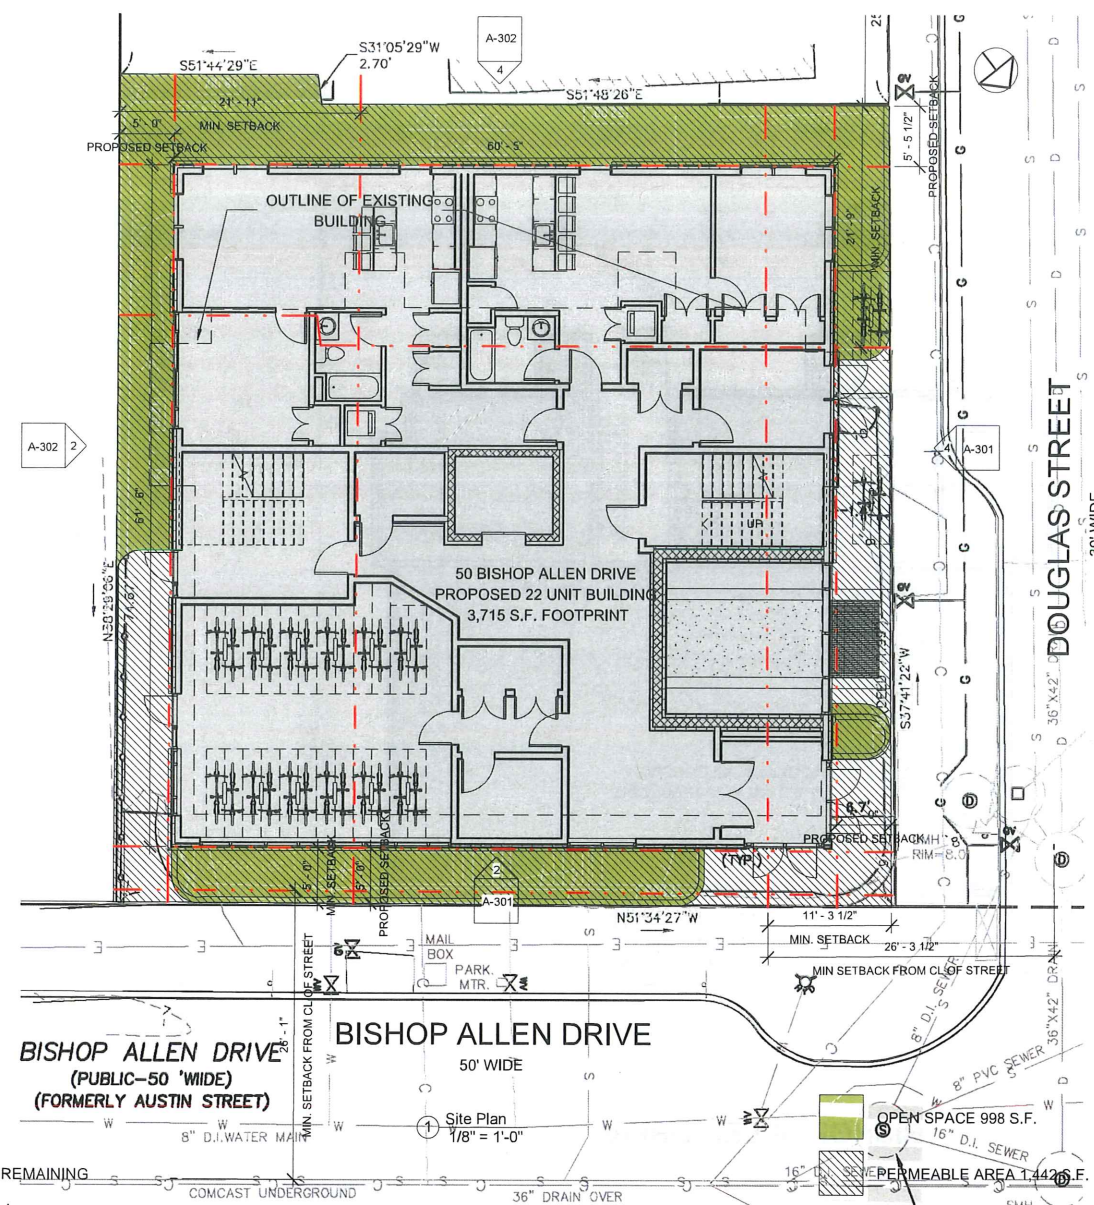 A-302
4
S31°05'29"W
2.70'
S51°44'29"E
S51°48'26"E
21' - 11"
MIN. SETBACK
5' - 0"
PROPOSED SETBACK
60' - 5"
5' - 5 1/2"
PROPOSED SETBACK
21' - 9"
MIN. SETBACK
OUTLINE OF EXISTING
BUILDING
A-302
2
4
A-301
61' - 6"
UP
50 BISHOP ALLEN DRIVE
PROPOSED 22 UNIT BUILDING
3,715 S.F. FOOTPRINT
DOUGLAS STREET
S37°41'22"W
36"X42"
6.7'
PROPOSED SETBACK
RIM=8.0
(TYP.)
5' - 0"
MIN. SETBACK
5' - 0"
PROPOSED SETBACK
2
A-301
N51°34'27"W
11' - 3 1/2"
MIN. SETBACK
26' - 3 1/2"
MIN SETBACK FROM CL OF STREET
MAIL
BOX
PARK.
MTR.
MIN. SETBACK FROM CL OF STREET
8" D.I. SEWER
36"X42" DRAIN
BISHOP ALLEN DRIVE
50' WIDE
BISHOP ALLEN DRIVE
(PUBLIC-50 'WIDE)
(FORMERLY AUSTIN STREET)
8" PVC SEWER
1
Site Plan
1/8" = 1'-0"
8" D.I.WATER MAIN
OPEN SPACE 998 S.F.
16" D.I. SEWER
REMAINING
16" D.I. SEWER
PERMEABLE AREA 1,442 S.F.
COMCAST UNDERGROUND
36" DRAIN OVER